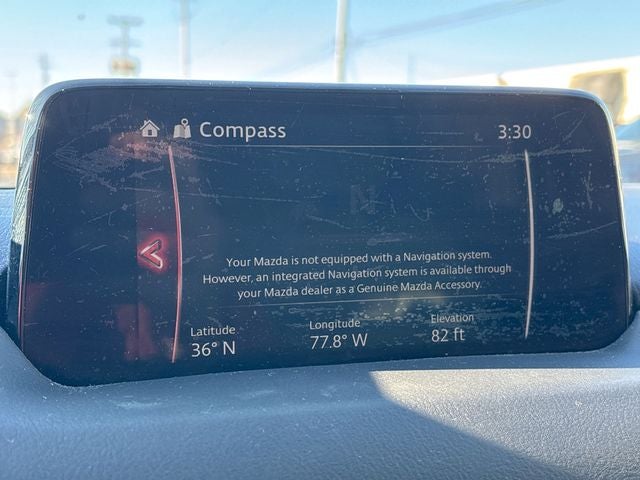 Compass 3:30
N
Your Mazda is not equipped with a Navigation system.
However, an integrated Navigation system is available through
your Mazda dealer as a Genuine Mazda Accessory.
Latitude Longitude Elevation
36° N 77.8° W 82 ft